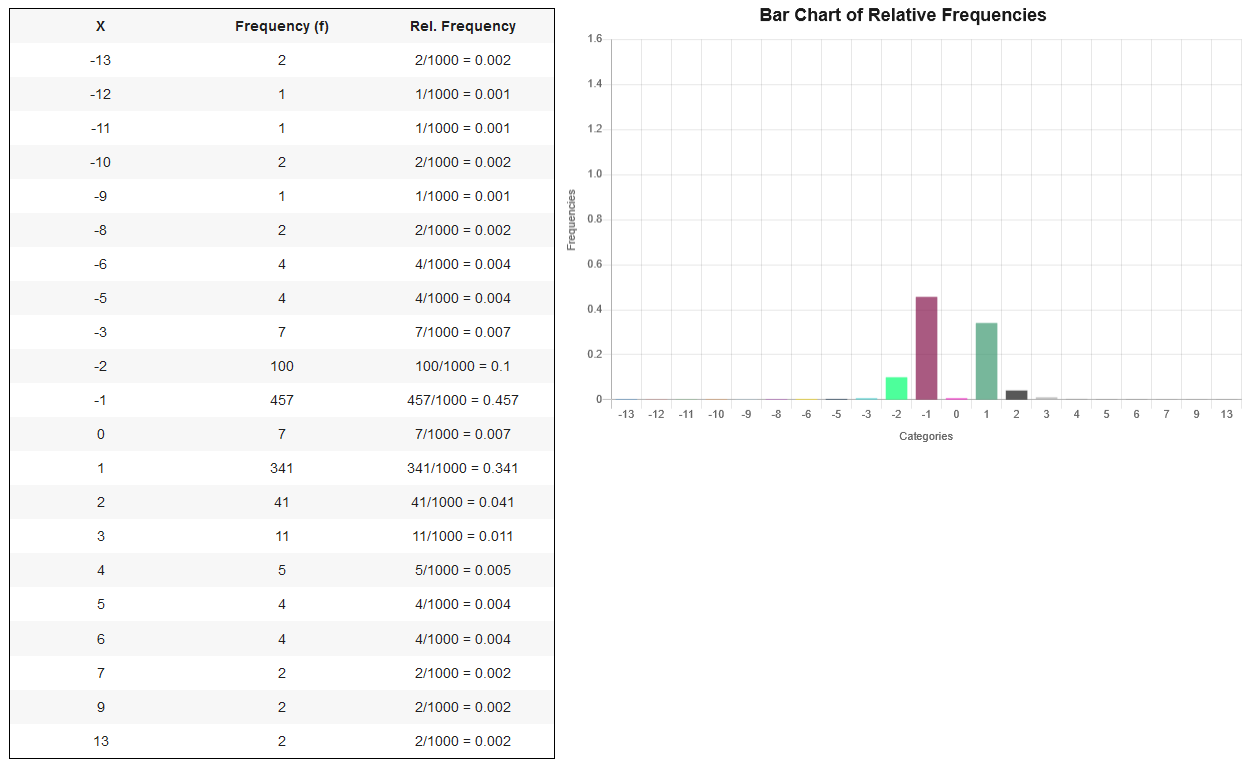 X Frequency (f) Rel. Frequency
-13 2 2/1000 = 0.002
-12 1 1/1000 = 0.001
-11 1 1/1000 = 0.001
-10 2 2/1000 = 0.002
-9 1 1/1000 = 0.001
-8 2 2/1000 = 0.002
-6 4 4/1000 = 0.004
-5 4 4/1000 = 0.004
-3 7 7/1000 = 0.007
-2 100 100/1000 = 0.1
-1 457 457/1000 = 0.457
0 7 7/1000 = 0.007
1 341 341/1000 = 0.341
2 41 41/1000 = 0.041
3 11 11/1000 = 0.011
4 5 5/1000 = 0.005
5 4 4/1000 = 0.004
6 4 4/1000 = 0.004
7 2 2/1000 = 0.002
9 2 2/1000 = 0.002
13 2 2/1000 = 0.002
Bar Chart of Relative Frequencies
Frequencies
1.6
1.4
1.2
1.0
0.8
0.6
0.4
0.2
0
-13 -12 -11 -10 -9 -8 -6 -5 -3 -2 -1 0 1 2 3 4 5 6 7 9 13
Categories